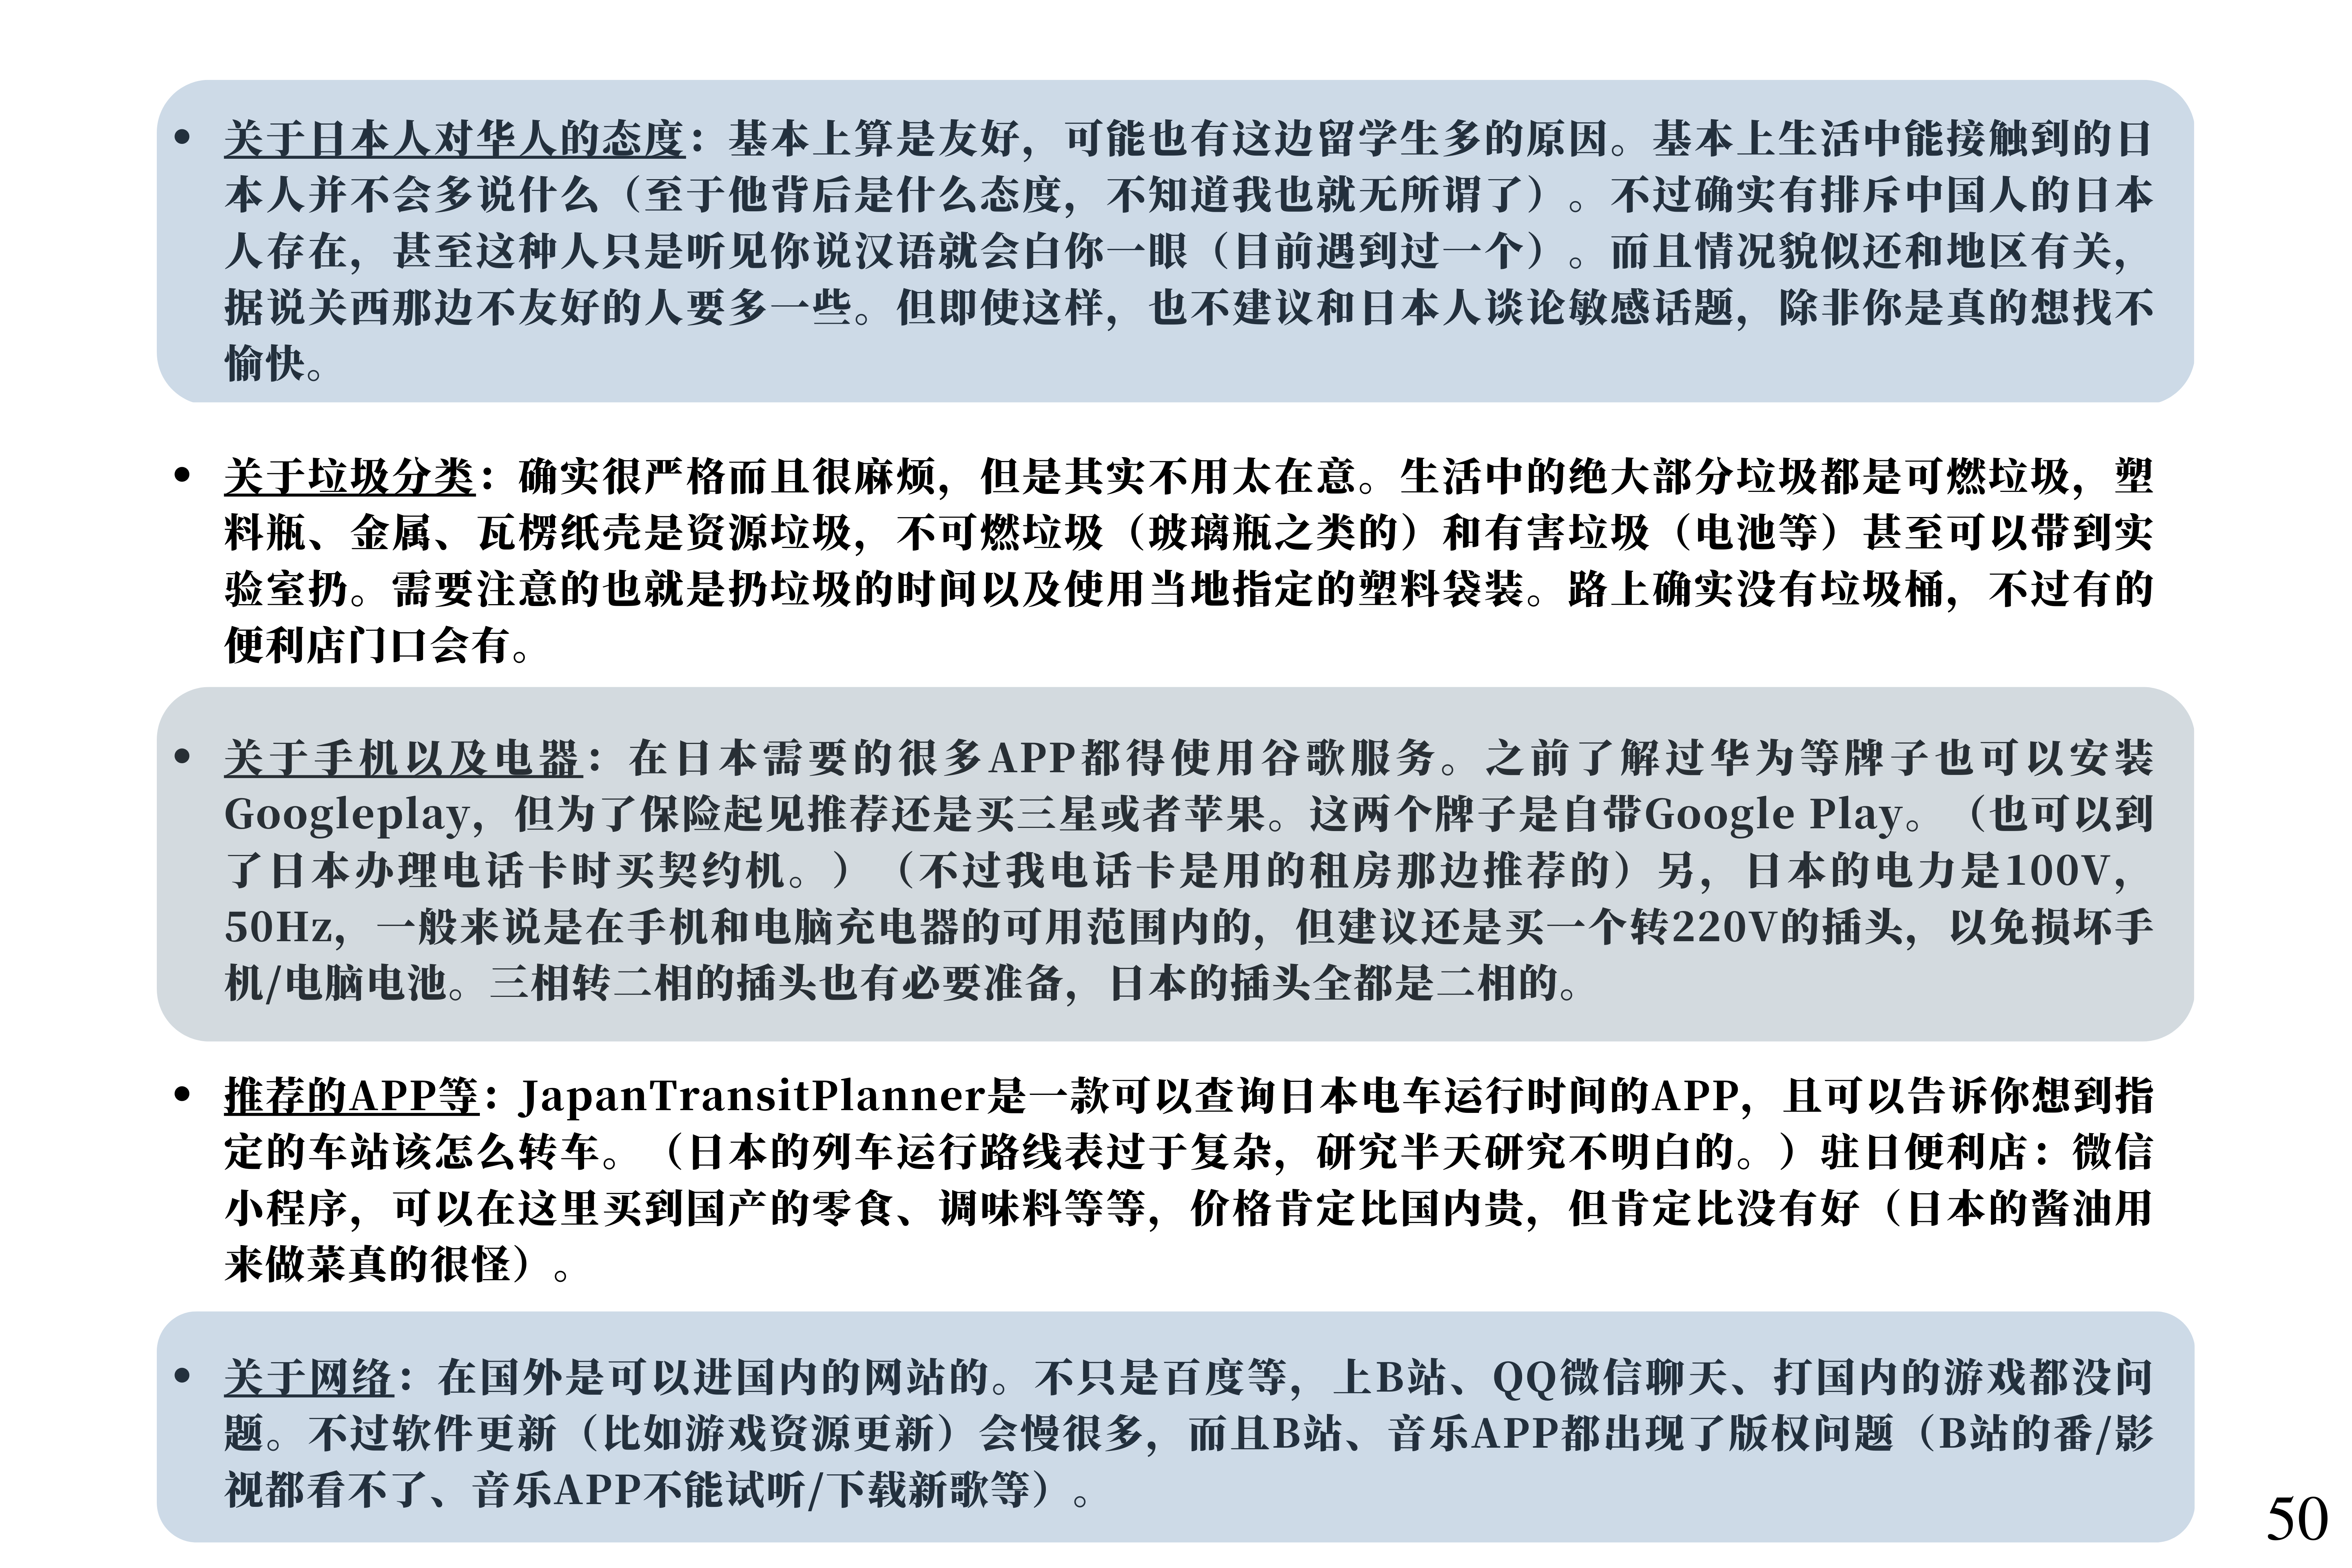 • 关于日本人对华人的态度：基本上算是友好，可能也有这边留学生多的原因。基本上生活中能接触到的日
本人并不会多说什么（至于他背后是什么态度，不知道我也就无所谓了）。不过确实有排斥中国人的日本
人存在，甚至这种人只是听见你说汉语就会白你一眼（目前遇到过一个）。而且情况貌似还和地区有关，
据说关西那边不友好的人要多一些。但即使这样，也不建议和日本人谈论敏感话题，除非你是真的想找不
愉快。
• 关于垃圾分类：确实很严格而且很麻烦，但是其实不用太在意。生活中的绝大部分垃圾都是可燃垃圾，塑
料瓶、金属、瓦楞纸壳是资源垃圾，不可燃垃圾（玻璃瓶之类的）和有害垃圾（电池等）甚至可以带到实
验室扔。需要注意的也就是扔垃圾的时间以及使用当地指定的塑料袋装。路上确实没有垃圾桶，不过有的
便利店门口会有。
• 关于手机以及电器：在日本需要的很多APP都得使用谷歌服务。之前了解过华为等牌子也可以安装
Googleplay，但为了保险起见推荐还是买三星或者苹果。这两个牌子是自带Google Play。（也可以到
了日本办理电话卡时买契约机。）（不过我电话卡是用的租房那边推荐的）另，日本的电力是100V，
50Hz，一般来说是在手机和电脑充电器的可用范围内的，但建议还是买一个转220V的插头，以免损坏手
机/电脑电池。三相转二相的插头也有必要准备，日本的插头全都是二相的。
• 推荐的APP等：JapanTransitPlanner是一款可以查询日本电车运行时间的APP，且可以告诉你想到指
定的车站该怎么转车。（日本的列车运行路线表过于复杂，研究半天研究不明白的。）驻日便利店：微信
小程序，可以在这里买到国产的零食、调味料等等，价格肯定比国内贵，但肯定比没有好（日本的酱油用
来做菜真的很怪）。
• 关于网络：在国外是可以进国内的网站的。不只是百度等，上B站、QQ微信聊天、打国内的游戏都没问
题。不过软件更新（比如游戏资源更新）会慢很多，而且B站、音乐APP都出现了版权问题（B站的番/影
视都看不了、音乐APP不能试听/下载新歌等）。
50